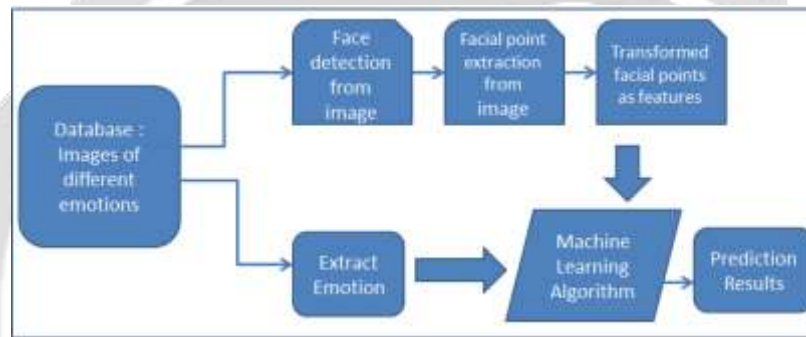 Database :
Images of
different
emotions
Face
detection
from
image
Facial point
extraction
from
image
Transformed
facial points
as features
Extract
Emotion
Machine
Learning
Algorithm
Prediction
Results